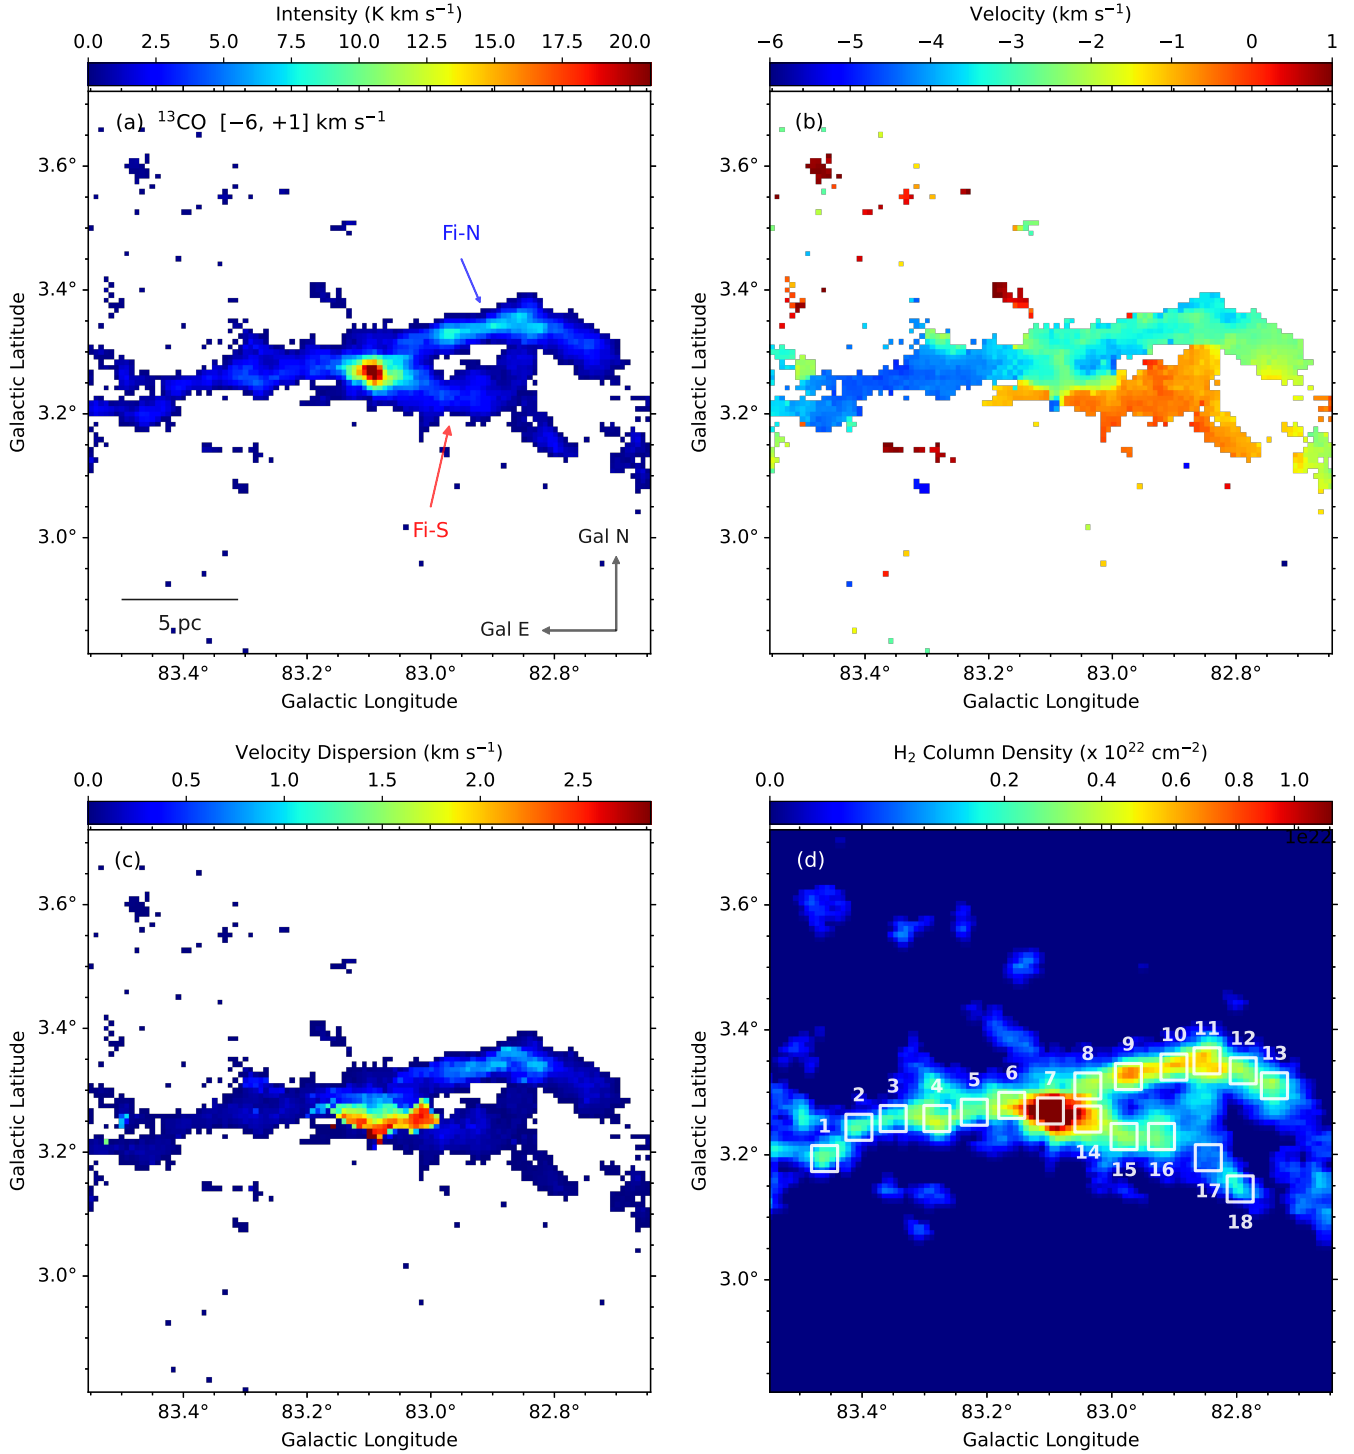 Intensity (K km s⁻¹)
0.0 2.5 5.0 7.5 10.0 12.5 15.0 17.5 20.0
(a) ¹³CO [−6, +1] km s⁻¹
Fi-N
Fi-S
Gal N
Gal E
5 pc
3.6°
3.4°
3.2°
3.0°
Galactic Latitude
83.4° 83.2° 83.0° 82.8°
Galactic Longitude
Velocity (km s⁻¹)
−6 −5 −4 −3 −2 −1 0 1
(b)
3.6°
3.4°
3.2°
3.0°
Galactic Latitude
83.4° 83.2° 83.0° 82.8°
Galactic Longitude
Velocity Dispersion (km s⁻¹)
0.0 0.5 1.0 1.5 2.0 2.5
(c)
3.6°
3.4°
3.2°
3.0°
Galactic Latitude
83.4° 83.2° 83.0° 82.8°
Galactic Longitude
H₂ Column Density (x 10²² cm⁻²)
0.0 0.2 0.4 0.6 0.8 1.0
1e22
(d)
1 2 3 4 5 6 7 8 9 10 11 12 13
14 15 16 17 18
3.6°
3.4°
3.2°
3.0°
Galactic Latitude
83.4° 83.2° 83.0° 82.8°
Galactic Longitude